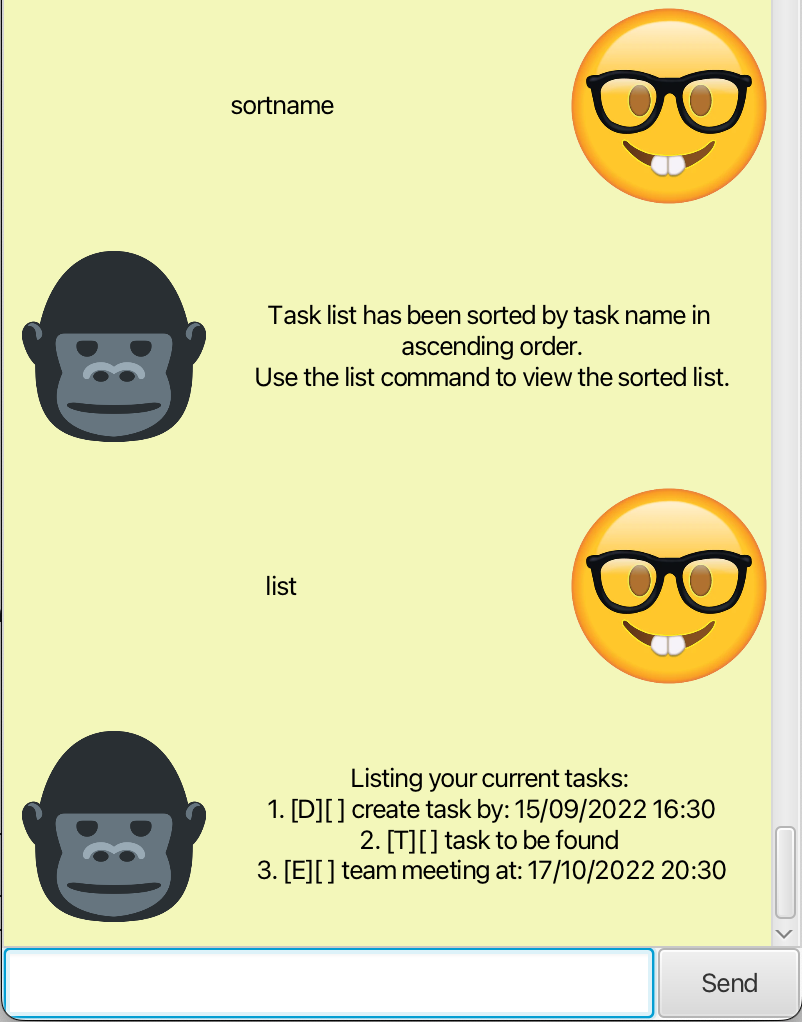 sortname
Task list has been sorted by task name in
ascending order.
Use the list command to view the sorted list.
list
Listing your current tasks:
1. [D][ ] create task by: 15/09/2022 16:30
2. [T][ ] task to be found
3. [E][ ] team meeting at: 17/10/2022 20:30
Send